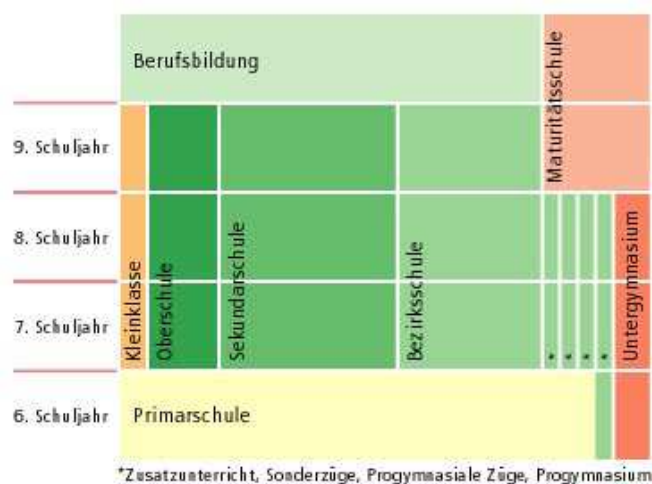 Berufsbildung
Maturitätsschule
9. Schuljahr
8. Schuljahr
7. Schuljahr
Kleinklasse
Oberschule
Sekundarschule
Bezirksschule
* * * *
Untergymnasium
6. Schuljahr
Primarschule
*Zusatzunterricht, Sonderzüge, Progymnasiale Züge, Progymnasium